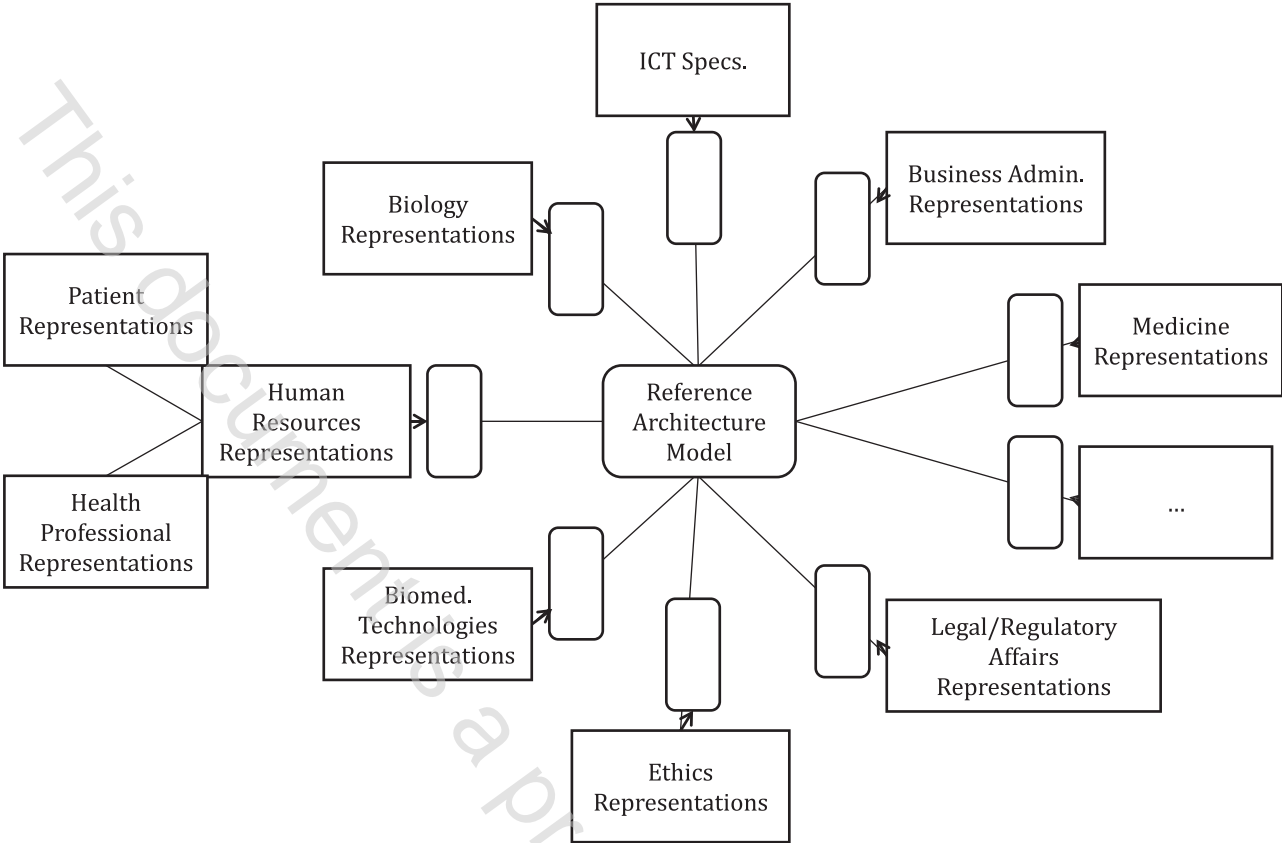 ICT Specs.
Business Admin.
Representations
Biology
Representations
Patient
Representations
Medicine
Representations
Human
Resources
Representations
Reference
Architecture
Model
Health
Professional
Representations
...
Biomed.
Technologies
Representations
Legal/Regulatory
Affairs
Representations
Ethics
Representations
This document is a pr